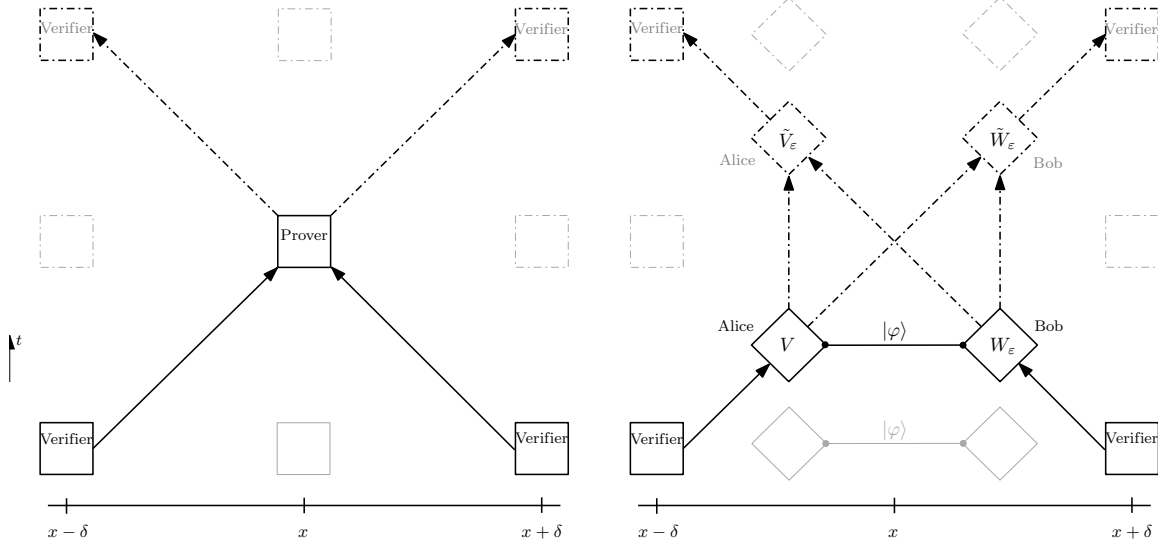 Verifier Verifier Verifier Verifier
Ṽ_ε W̃_ε
Alice Bob
Prover
Alice V |φ⟩ W_ε Bob
t
Verifier Verifier Verifier Verifier
|φ⟩
x − δ x x + δ x − δ x x + δ